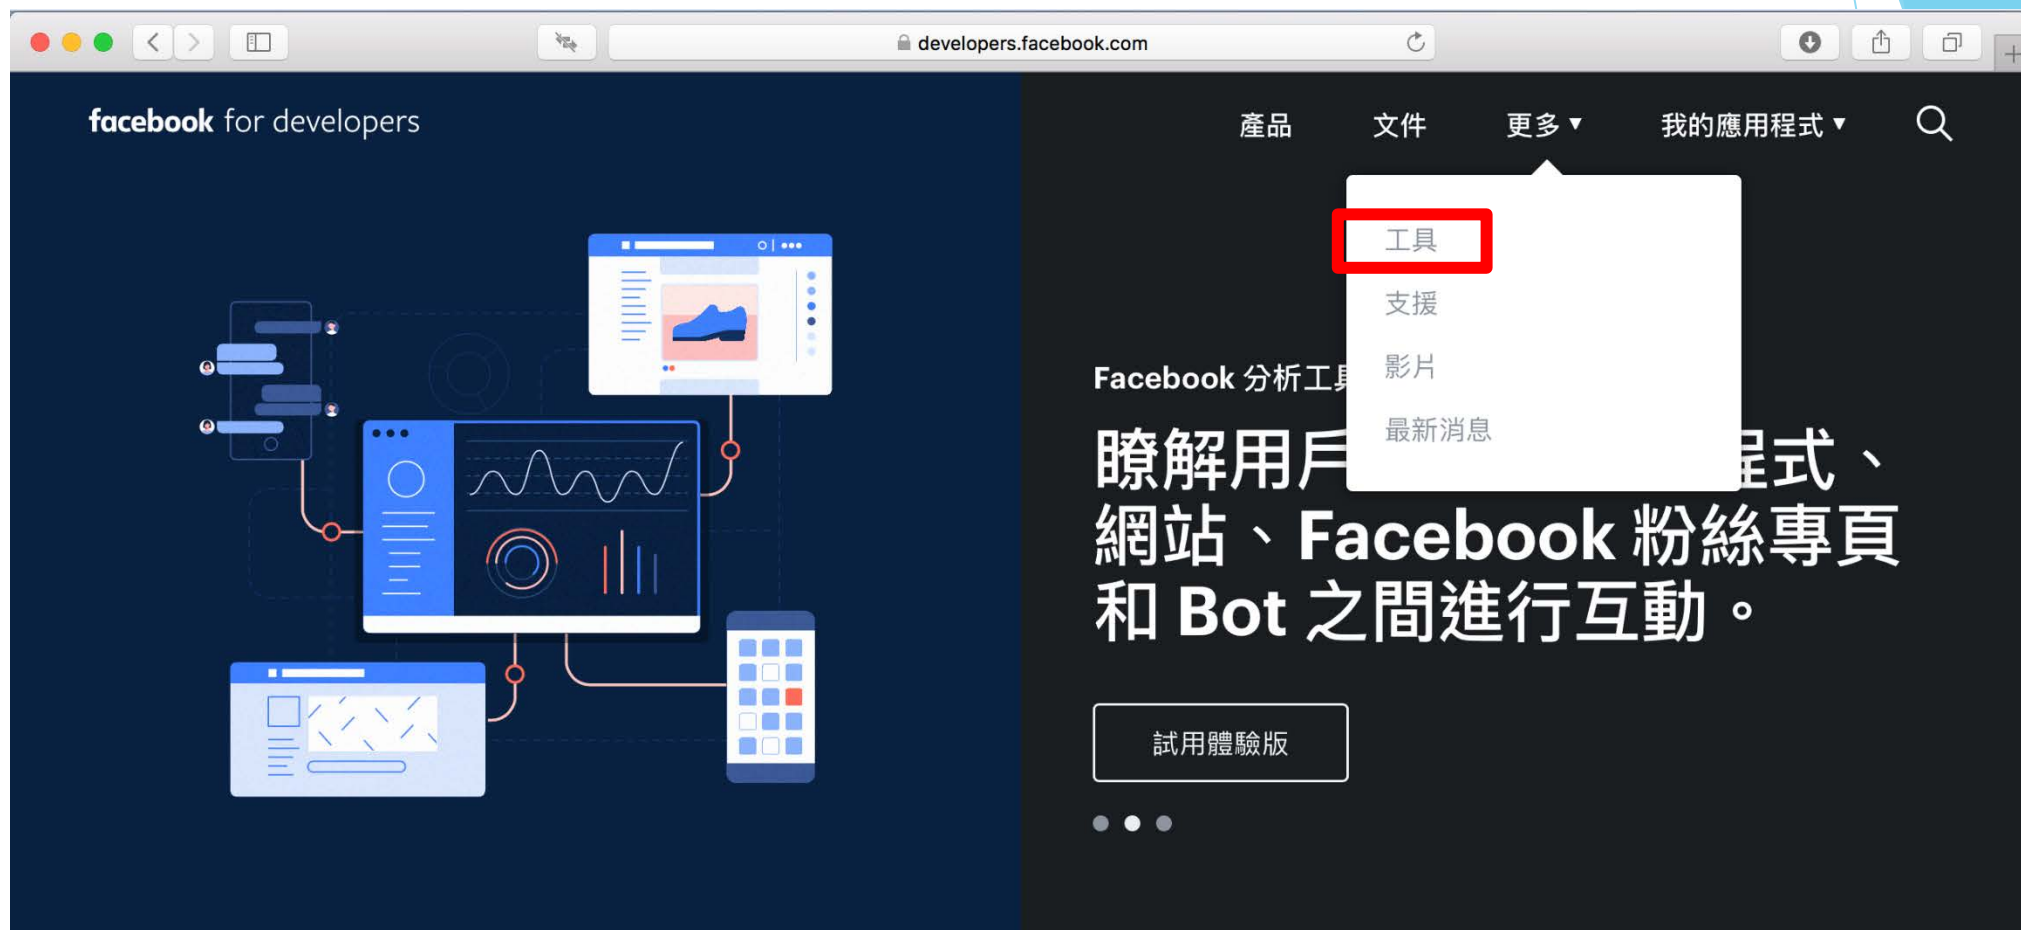 developers.facebook.com
facebook for developers
產品 文件 更多▼ 我的應用程式▼
工具
支援
影片
最新消息
Facebook 分析工具
瞭解用戶 程式、
網站、Facebook 粉絲專頁
和 Bot 之間進行互動。
試用體驗版